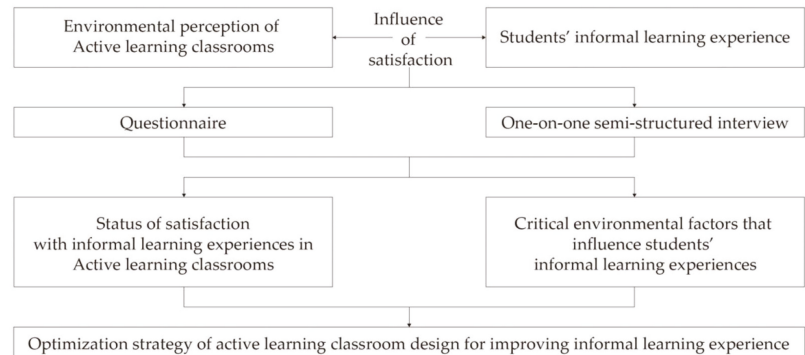 Environmental perception of
Active learning classrooms
Influence
of
satisfaction
Students' informal learning experience
Questionnaire
One-on-one semi-structured interview
Status of satisfaction
with informal learning experiences in
Active learning classrooms
Critical environmental factors that
influence students'
informal learning experiences
Optimization strategy of active learning classroom design for improving informal learning experience